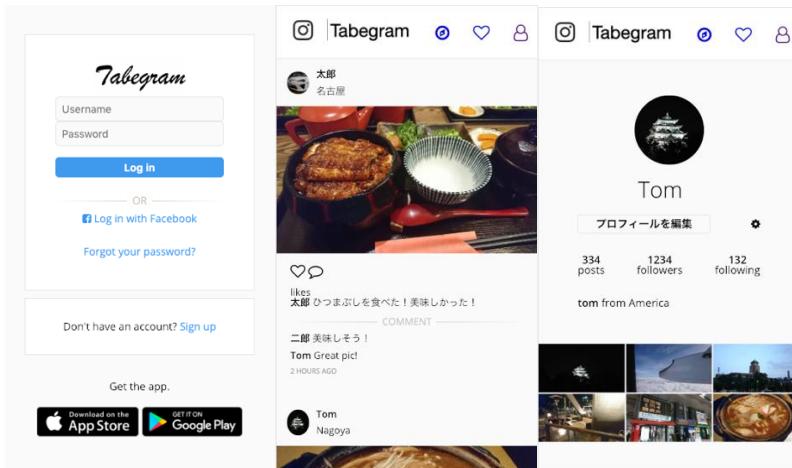 Tabegram
Username
Password
Log in
OR
Log in with Facebook
Forgot your password?
Don't have an account? Sign up
Get the app.
Download on the
App Store
GET IT ON
Google Play
Tabegram
太郎
名古屋
likes
太郎 ひつまぶしを食べた！美味しかった！
COMMENT
二郎 美味しそう！
Tom Great pic!
2 HOURS AGO
Tom
Nagoya
Tabegram
Tom
プロフィールを編集
334 1234 132
posts followers following
tom from America